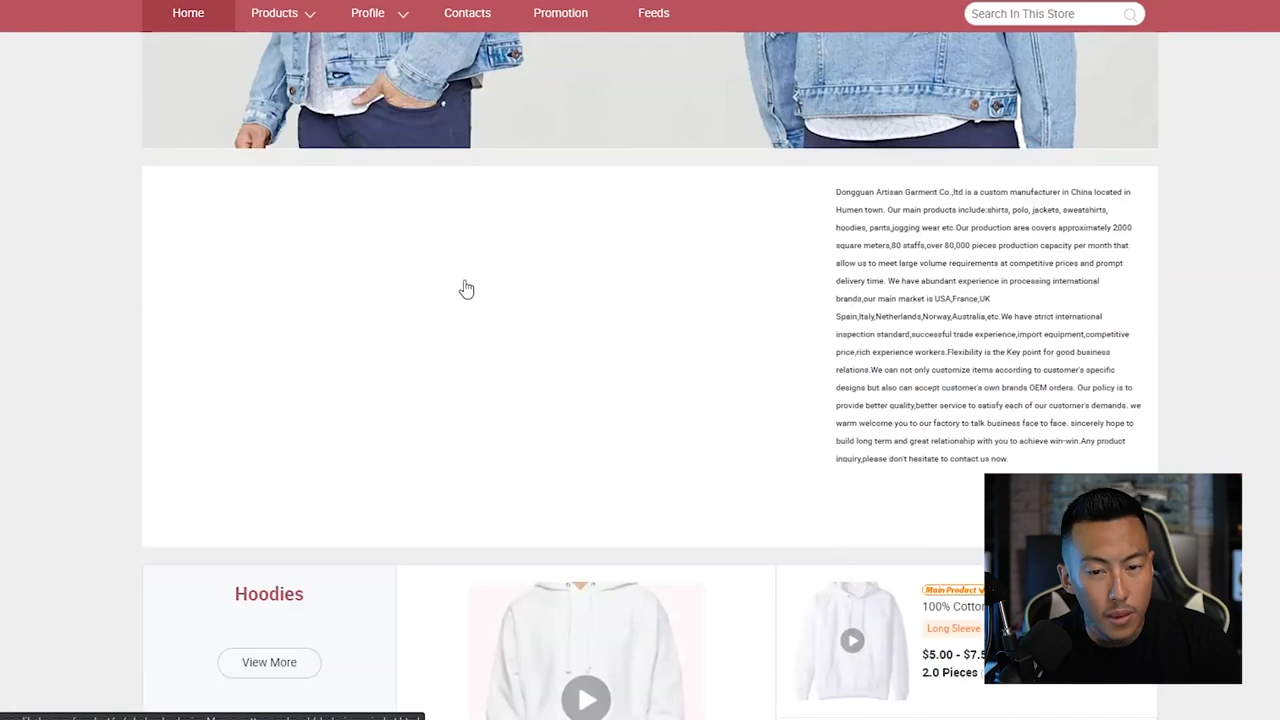 Home
Products
Profile
Contacts
Promotion
Feeds
Search In This Store
Dongguan Artisan Garment Co.,ltd is a custom manufacturer in China located in
Humen town. Our main products include:shirts, polo, jackets, sweatshirts,
hoodies, pants,jogging wear etc.Our production area covers approximately 2000
square meters,80 staffs,over 80,000 pieces production capacity per month that
allow us to meet large volume requirements at competitive prices and prompt
delivery time. We have abundant experience in processing international
brands,our main market is USA,France,UK
Spain,Italy,Netherlands,Norway,Australia,etc.We have strict international
inspection standard,successful trade experience,import equipment,competitive
price,rich experience workers.Flexibility is the Key point for good business
relations.We can not only customize items according to customer's specific
designs but also can accept customer's own brands OEM orders. Our policy is to
provide better quality,better service to satisfy each of our customer's demands. we
warm welcome you to our factory to talk business face to face. sincerely hope to
build long term and great relationship with you to achieve win-win.Any product
inquiry,please don't hesitate to contact us now.
Hoodies
View More
Main Product
100% Cotto
Long Sleeve
$5.00 - $7.5
2.0 Pieces